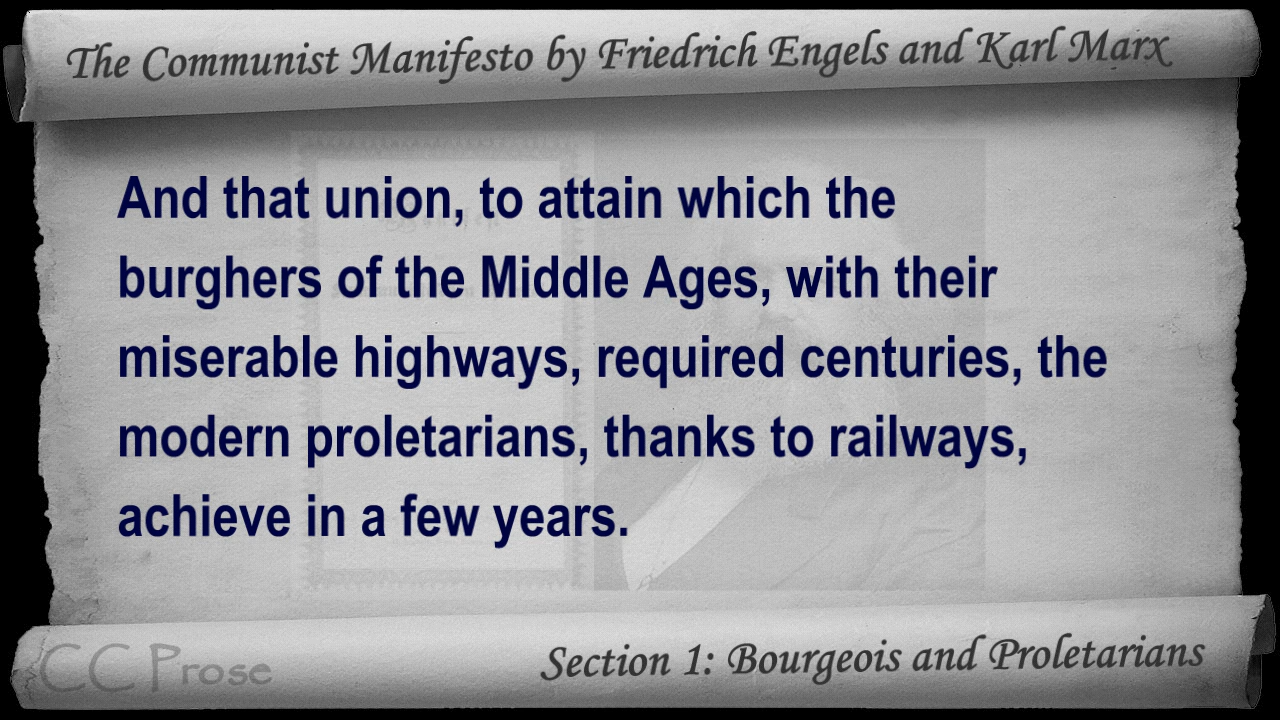 The Communist Manifesto by Friedrich Engels and Karl Marx
And that union, to attain which the
burghers of the Middle Ages, with their
miserable highways, required centuries, the
modern proletarians, thanks to railways,
achieve in a few years.
CC Prose
Section 1: Bourgeois and Proletarians